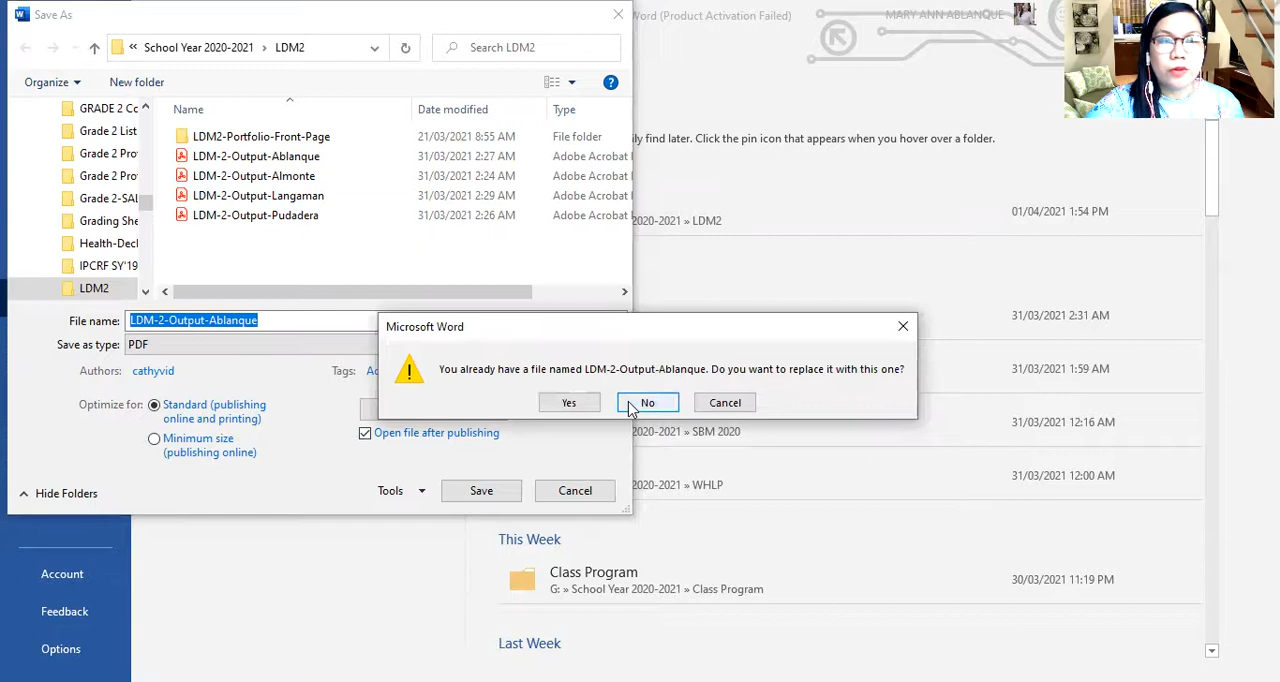 Save As
Word (Product Activation Failed)
MARY ANN ABLANQUE
« School Year 2020-2021 › LDM2
Search LDM2
Organize
New folder
?
GRADE 2 Co
Grade 2 List
Grade 2 Pro
Grade 2 Pro
Grade 2-SAL
Grading She
Health-Decl
IPCRF SY'19
LDM2
Name
Date modified
Type
LDM2-Portfolio-Front-Page
21/03/2021 8:55 AM
File folder
LDM-2-Output-Ablanque
31/03/2021 2:27 AM
Adobe Acrobat
LDM-2-Output-Almonte
31/03/2021 2:24 AM
Adobe Acrobat
LDM-2-Output-Langaman
31/03/2021 2:29 AM
Adobe Acrobat
LDM-2-Output-Pudadera
31/03/2021 2:26 AM
Adobe Acrobat
File name:
LDM-2-Output-Ablanque
Save as type:
PDF
Authors:
cathyvid
Tags:
Optimize for:
Standard (publishing
online and printing)
Minimum size
(publishing online)
Open file after publishing
Hide Folders
Tools
Save
Cancel
Microsoft Word
You already have a file named LDM-2-Output-Ablanque. Do you want to replace it with this one?
Yes
No
Cancel
ily find later. Click the pin icon that appears when you hover over a folder.
2020-2021 » LDM2
01/04/2021 1:54 PM
31/03/2021 2:31 AM
31/03/2021 1:59 AM
31/03/2021 12:16 AM
2020-2021 » SBM 2020
31/03/2021 12:00 AM
2020-2021 » WHLP
This Week
Class Program
G: » School Year 2020-2021 » Class Program
30/03/2021 11:19 PM
Last Week
Account
Feedback
Options